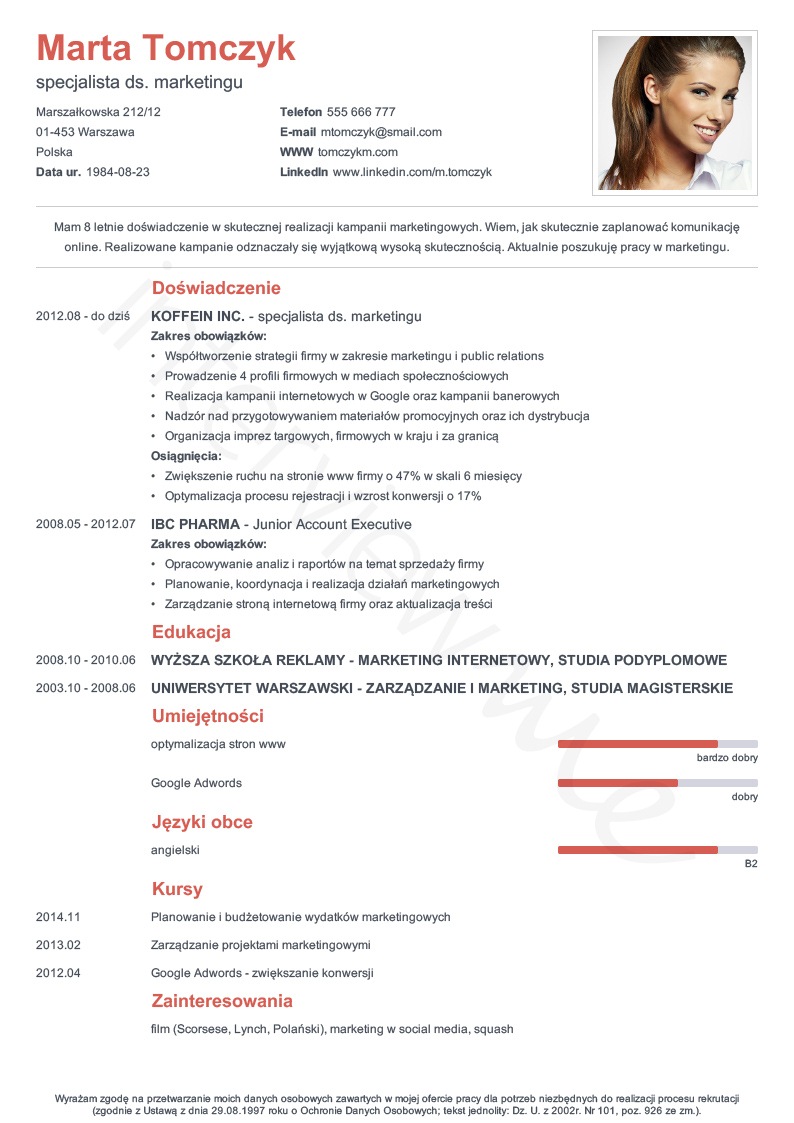 Marta Tomczyk
specjalista ds. marketingu
Marszałkowska 212/12
01-453 Warszawa
Polska
Data ur. 1984-08-23
Telefon 555 666 777
E-mail mtomczyk@smail.com
WWW tomczykm.com
LinkedIn www.linkedin.com/m.tomczyk
Mam 8 letnie doświadczenie w skutecznej realizacji kampanii marketingowych. Wiem, jak skutecznie zaplanować komunikację
online. Realizowane kampanie odznaczały się wyjątkową wysoką skutecznością. Aktualnie poszukuję pracy w marketingu.
Doświadczenie
2012.08 - do dziś KOFFEIN INC. - specjalista ds. marketingu
Zakres obowiązków:
• Współtworzenie strategii firmy w zakresie marketingu i public relations
• Prowadzenie 4 profili firmowych w mediach społecznościowych
• Realizacja kampanii internetowych w Google oraz kampanii banerowych
• Nadzór nad przygotowywaniem materiałów promocyjnych oraz ich dystrybucja
• Organizacja imprez targowych, firmowych w kraju i za granicą
Osiągnięcia:
• Zwiększenie ruchu na stronie www firmy o 47% w skali 6 miesięcy
• Optymalizacja procesu rejestracji i wzrost konwersji o 17%
2008.05 - 2012.07 IBC PHARMA - Junior Account Executive
Zakres obowiązków:
• Opracowywanie analiz i raportów na temat sprzedaży firmy
• Planowanie, koordynacja i realizacja działań marketingowych
• Zarządzanie stroną internetową firmy oraz aktualizacja treści
Edukacja
2008.10 - 2010.06 WYŻSZA SZKOŁA REKLAMY - MARKETING INTERNETOWY, STUDIA PODYPLOMOWE
2003.10 - 2008.06 UNIWERSYTET WARSZAWSKI - ZARZĄDZANIE I MARKETING, STUDIA MAGISTERSKIE
Umiejętności
optymalizacja stron www
bardzo dobry
Google Adwords
dobry
Języki obce
angielski
B2
Kursy
2014.11 Planowanie i budżetowanie wydatków marketingowych
2013.02 Zarządzanie projektami marketingowymi
2012.04 Google Adwords - zwiększanie konwersji
Zainteresowania
film (Scorsese, Lynch, Polański), marketing w social media, squash
Wyrażam zgodę na przetwarzanie moich danych osobowych zawartych w mojej ofercie pracy dla potrzeb niezbędnych do realizacji procesu rekrutacji
(zgodnie z Ustawą z dnia 29.08.1997 roku o Ochronie Danych Osobowych; tekst jednolity: Dz. U. z 2002r. Nr 101, poz. 926 ze zm.).
interview me